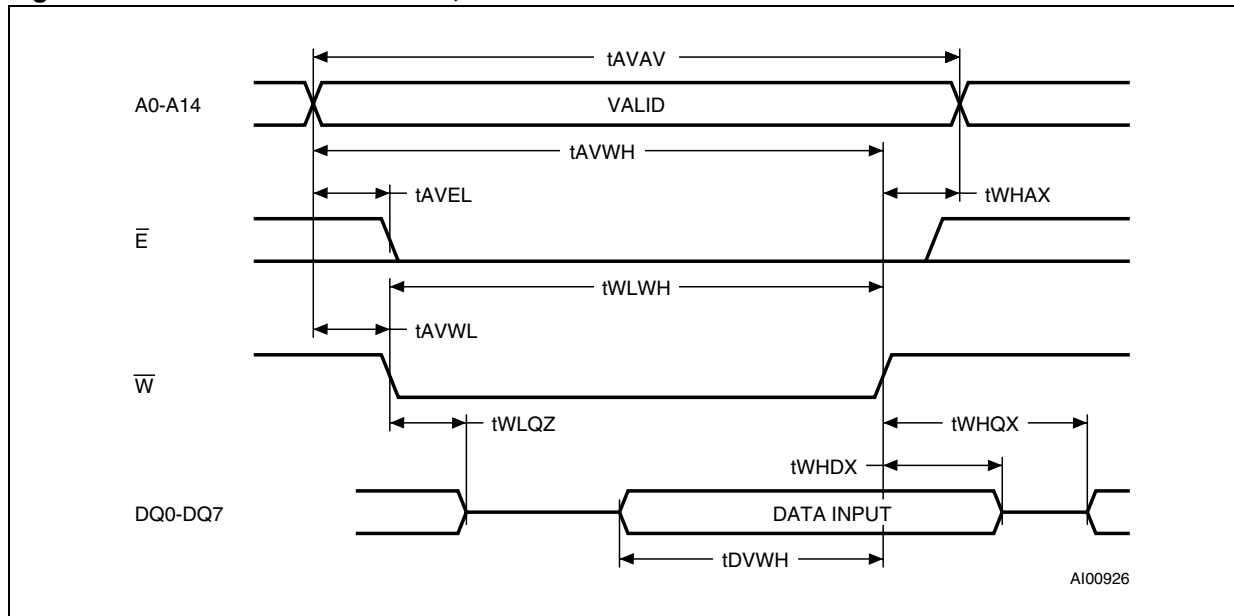 tAVAV
A0-A14
VALID
tAVWH
tAVEL
tWHAX
E̅
tWLWH
tAVWL
W̅
tWLQZ
tWHQX
tWHDX
DQ0-DQ7
DATA INPUT
tDVWH
AI00926